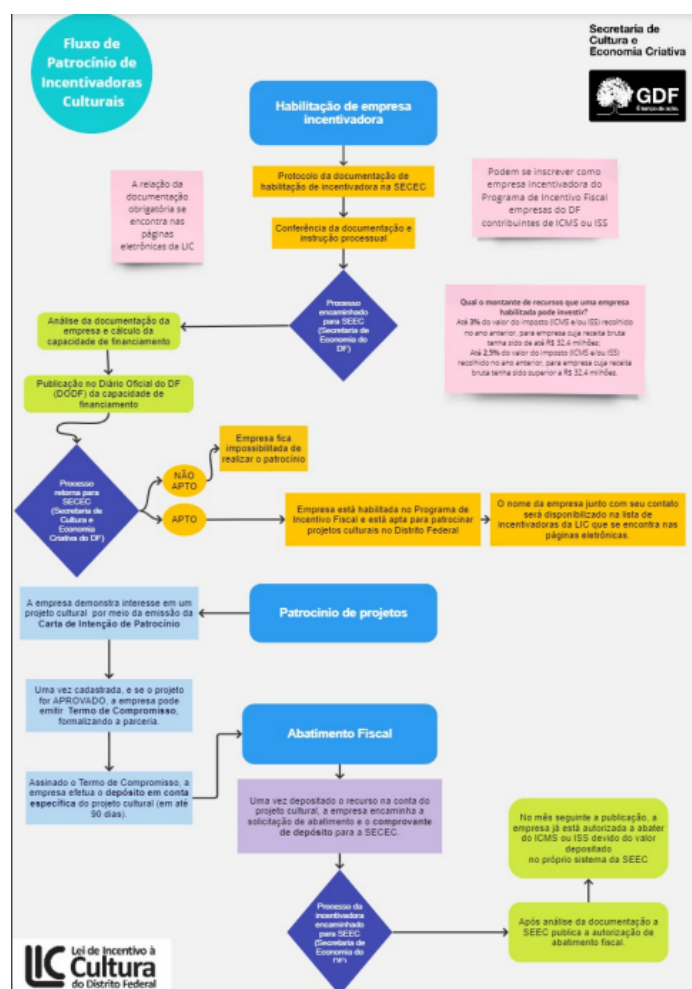 Fluxo de
Patrocínio de
Incentivadoras
Culturais
Secretaria de
Cultura e
Economia Criativa
GDF
Habilitação de empresa
incentivadora
Protocolo da documentação de
habilitação de incentivadora na SECEC
A relação da
documentação
obrigatória se
encontra nas
páginas
eletrônicas da LIC
Podem se inscrever como
empresa incentivadora do
Programa de Incentivo Fiscal
empresas do DF
contribuintes de ICMS ou ISS
Conferência da documentação e
instrução processual
Processo
encaminhado
para SEEC
(Secretaria de
Economia do
DF)
Qual o montante de recursos que uma empresa
habilitada pode investir?
Até 3% do valor do imposto (ICMS e/ou ISS) recolhido
no ano anterior, para empresa cuja receita bruta
tenha sido de até R$ 32,4 milhões;
Até 2,5% do valor do imposto (ICMS e/ou ISS)
recolhido no ano anterior, para empresa cuja receita
bruta tenha sido superior a R$ 32,4 milhões.
Análise da documentação da
empresa e cálculo da
capacidade de financiamento
Publicação no Diário Oficial do DF
(DODF) da capacidade de
financiamento
Processo
retorna para
SECEC
(Secretaria de
Cultura e
Economia
Criativa do DF)
NÃO
APTO
Empresa fica
impossibilitada de
realizar o patrocínio
APTO
Empresa está habilitada no Programa de
Incentivo Fiscal e está apta para patrocinar
projetos culturais no Distrito Federal
O nome da empresa junto com seu contato
será disponibilizado na lista de
incentivadoras da LIC que se encontra nas
páginas eletrônicas.
Patrocínio de projetos
A empresa demonstra interesse em um
projeto cultural por meio da emissão da
Carta de Intenção de Patrocínio
Uma vez cadastrada, e se o projeto
for APROVADO, a empresa pode
emitir Termo de Compromisso,
formalizando a parceria.
Assinado o Termo de Compromisso, a
empresa efetua o depósito em conta
específica do projeto cultural (em até
90 dias).
Abatimento Fiscal
Uma vez depositado o recurso na conta do
projeto cultural, a empresa encaminha a
solicitação de abatimento e o comprovante
de depósito para a SECEC.
Processo da
incentivadora
encaminhado
para SEEC
(Secretaria de
Economia do
DF)
Após análise da documentação a
SEEC publica a autorização de
abatimento fiscal.
No mês seguinte a publicação, a
empresa já está autorizada a abater
do ICMS ou ISS devido do valor
depositado
no próprio sistema da SEEC
LIC Lei de Incentivo à
Cultura
do Distrito Federal